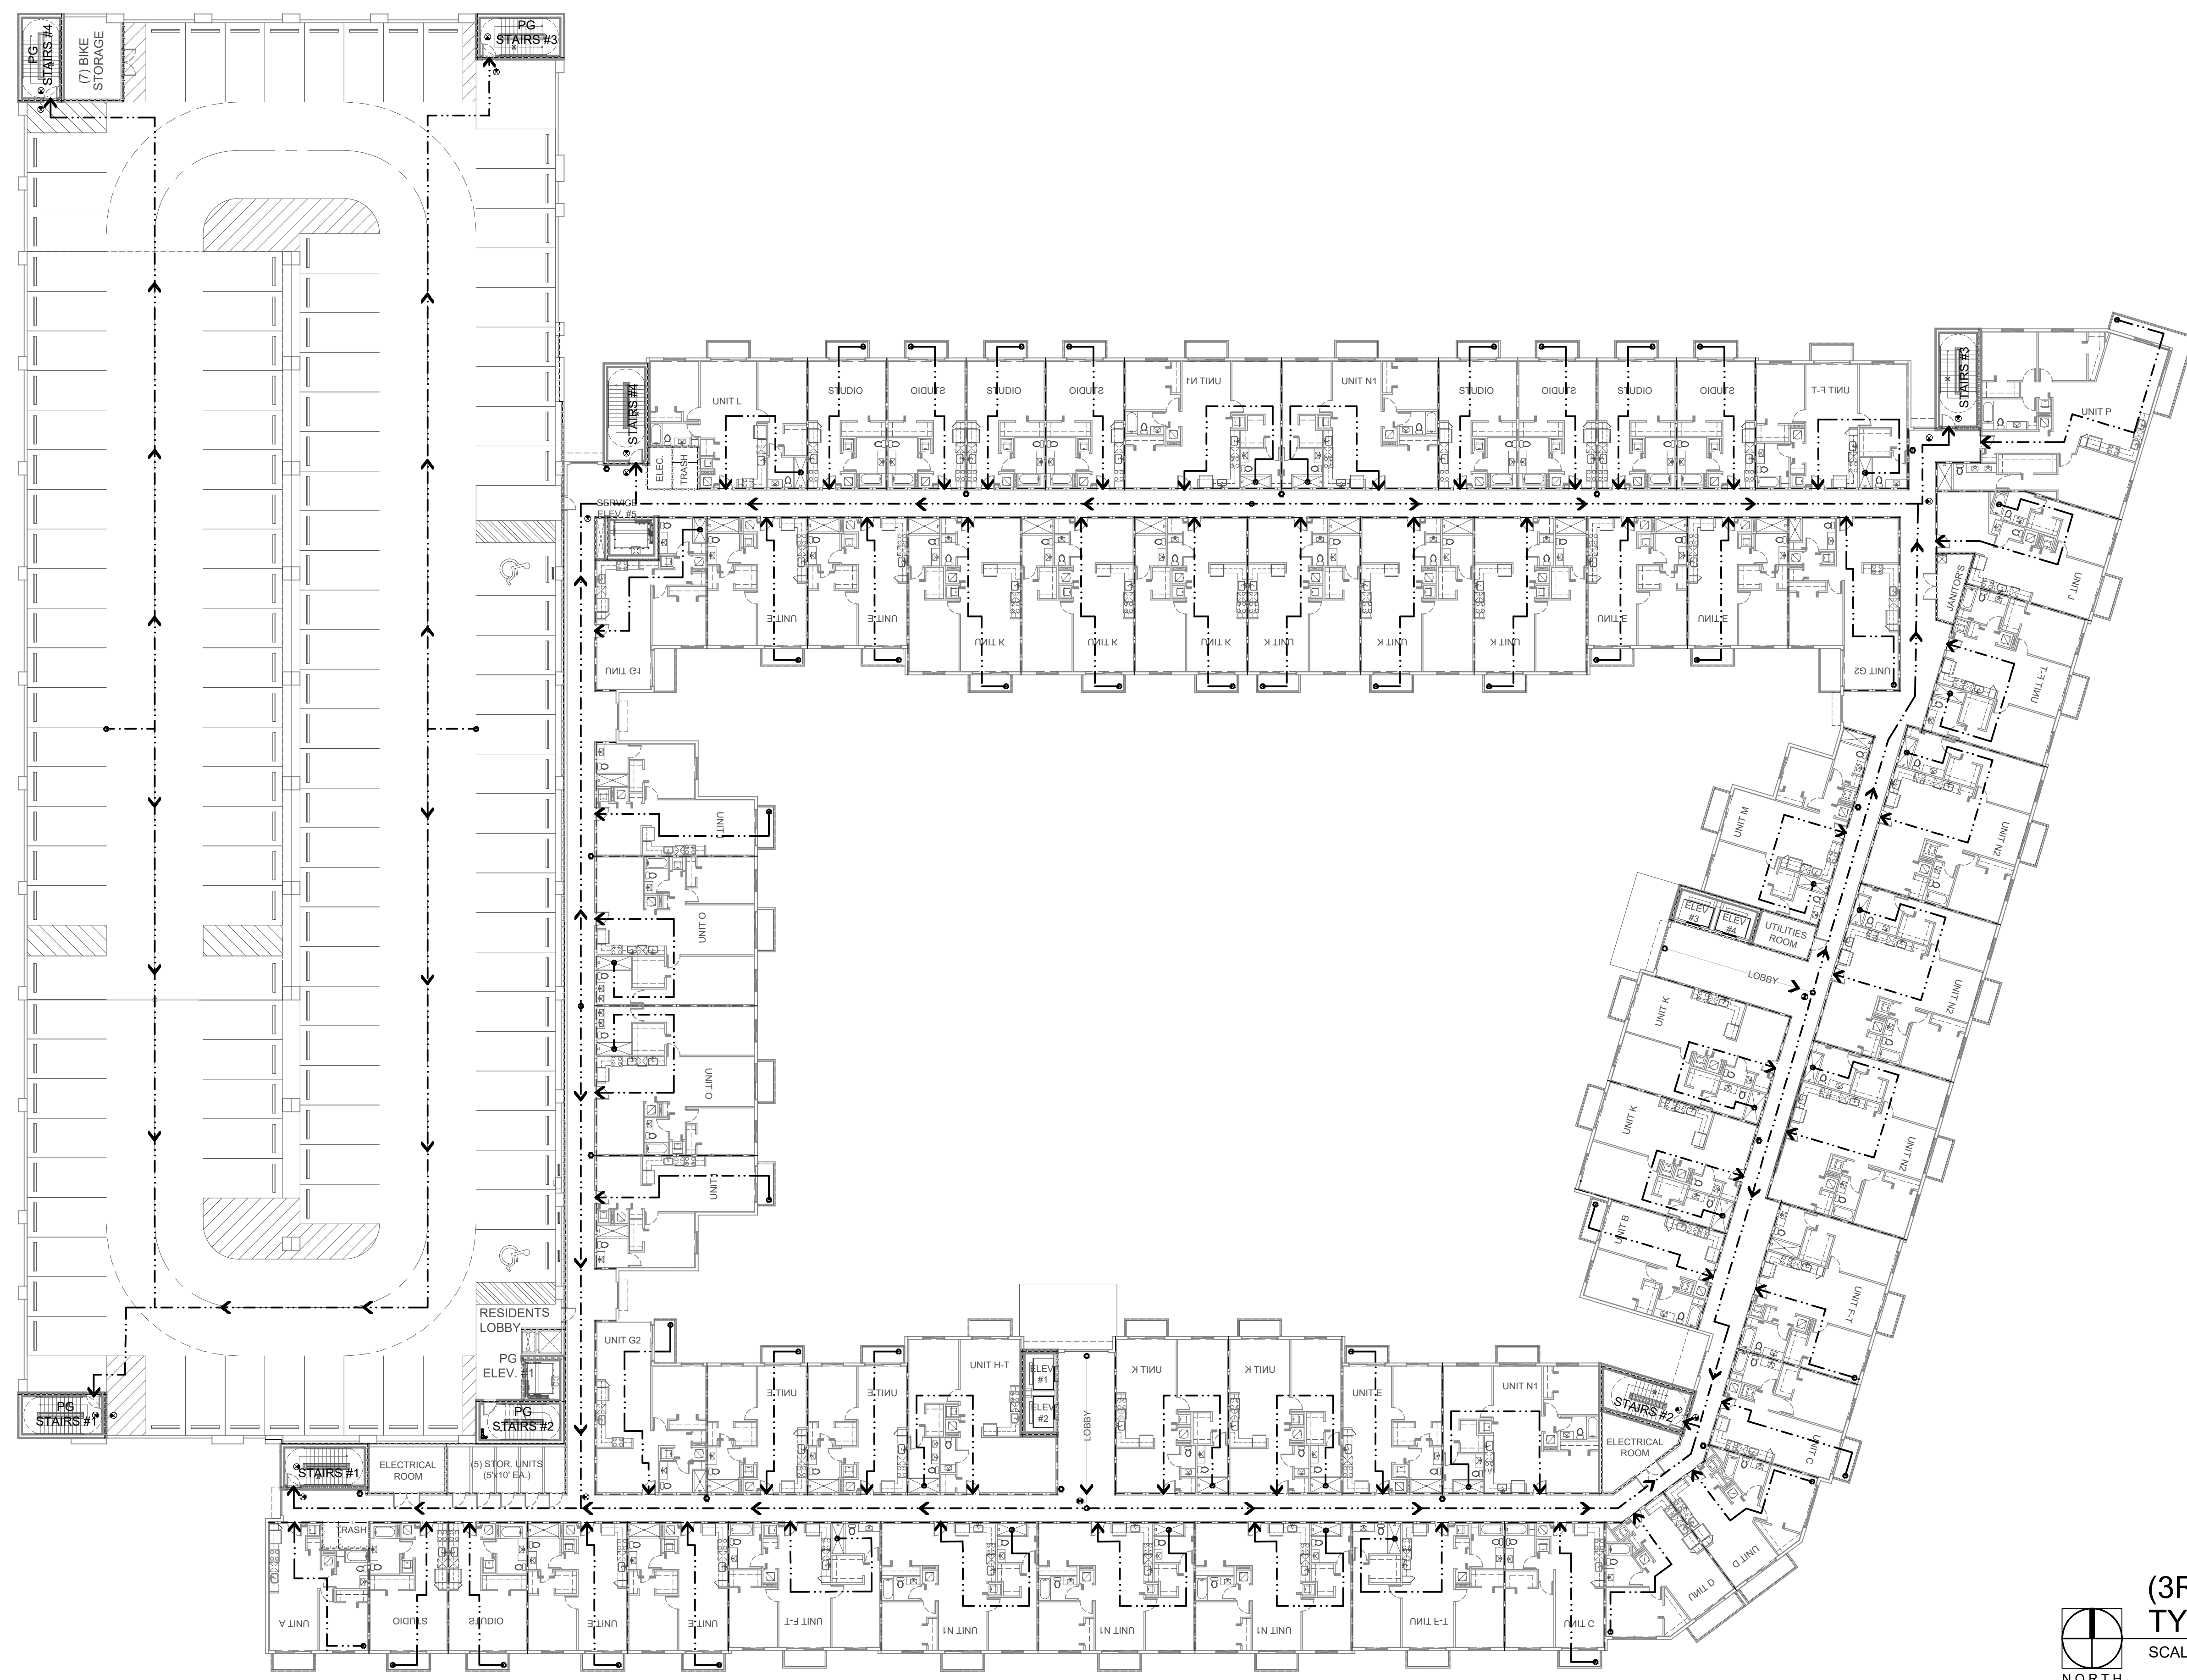 PG
STAIRS #4
(7) BIKE
STORAGE
PG
STAIRS #3
STAIRS #4
UNIT L
ELEC.
TRASH
STUDIO
STUDIO
STUDIO
STUDIO
UNIT N1
UNIT N1
STUDIO
STUDIO
STUDIO
STUDIO
UNIT F-T
STAIRS #3
UNIT P
SERVICE
ELEV. #5
UNIT G1
UNIT E
UNIT E
UNIT K
UNIT K
UNIT K
UNIT K
UNIT K
UNIT K
UNIT E
UNIT E
UNIT G2
JANITOR'S
UNIT J
UNIT F-T
UNIT I
UNIT O
UNIT O
UNIT I
UNIT M
UNIT N2
ELEV
#3
ELEV
#4
UTILITIES
ROOM
LOBBY
UNIT N2
UNIT K
UNIT K
UNIT N2
UNIT B
UNIT F-T
UNIT C
RESIDENTS
LOBBY
PG
ELEV. #1
PG
STAIRS #1
PG
STAIRS #2
UNIT G2
UNIT E
UNIT E
UNIT H-T
ELEV
#1
ELEV
#2
LOBBY
UNIT K
UNIT K
UNIT E
UNIT N1
STAIRS #2
ELECTRICAL
ROOM
STAIRS #1
ELECTRICAL
ROOM
(5) STOR. UNITS
(5'x10' EA.)
TRASH
UNIT A
STUDIO
STUDIO
UNIT E
UNIT E
UNIT F-T
UNIT N1
UNIT N1
UNIT N1
UNIT F-T
UNIT C
UNIT D
UNIT D
(3R
TY
SCAL
NORTH